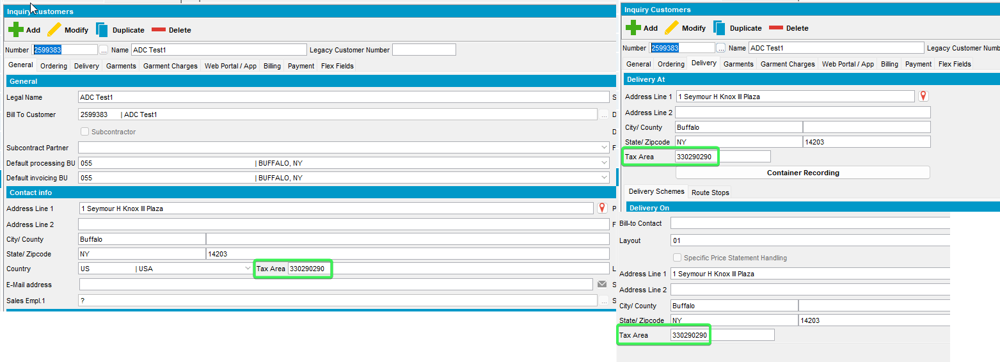 Inquiry Customers
Add Modify Duplicate Delete
Number 2599383 ... Name ADC Test1 Legacy Customer Number
General Ordering Delivery Garments Garment Charges Web Portal / App Billing Payment Flex Fields
General
Legal Name ADC Test1 S
Bill To Customer 2599383 | ADC Test1 ... D
Subcontractor D
Subcontract Partner F
Default processing BU 055 | BUFFALO, NY
Default invoicing BU 055 | BUFFALO, NY
Contact info
Address Line 1 1 Seymour H Knox III Plaza P
Address Line 2 F
City/ County Buffalo
State/ Zipcode NY 14203
Country US | USA Tax Area 330290290 L
E-Mail address S
Sales Empl.1 ? ... S
Inquiry Customers
Add Modify Duplicate Delete
Number 2599383 ... Name ADC Test1 Legacy Customer Numb
General Ordering Delivery Garments Garment Charges Web Portal / App Billing Payment Flex Fields
Delivery At
Address Line 1 1 Seymour H Knox III Plaza
Address Line 2
City/ County Buffalo
State/ Zipcode NY 14203
Tax Area 330290290
Container Recording
Delivery Schemes Route Stops
Delivery On
Bill-to Contact
Layout 01
Specific Price Statement Handling
Address Line 1 1 Seymour H Knox III Plaza
Address Line 2
City/ County Buffalo
State/ Zipcode NY 14203
Tax Area 330290290